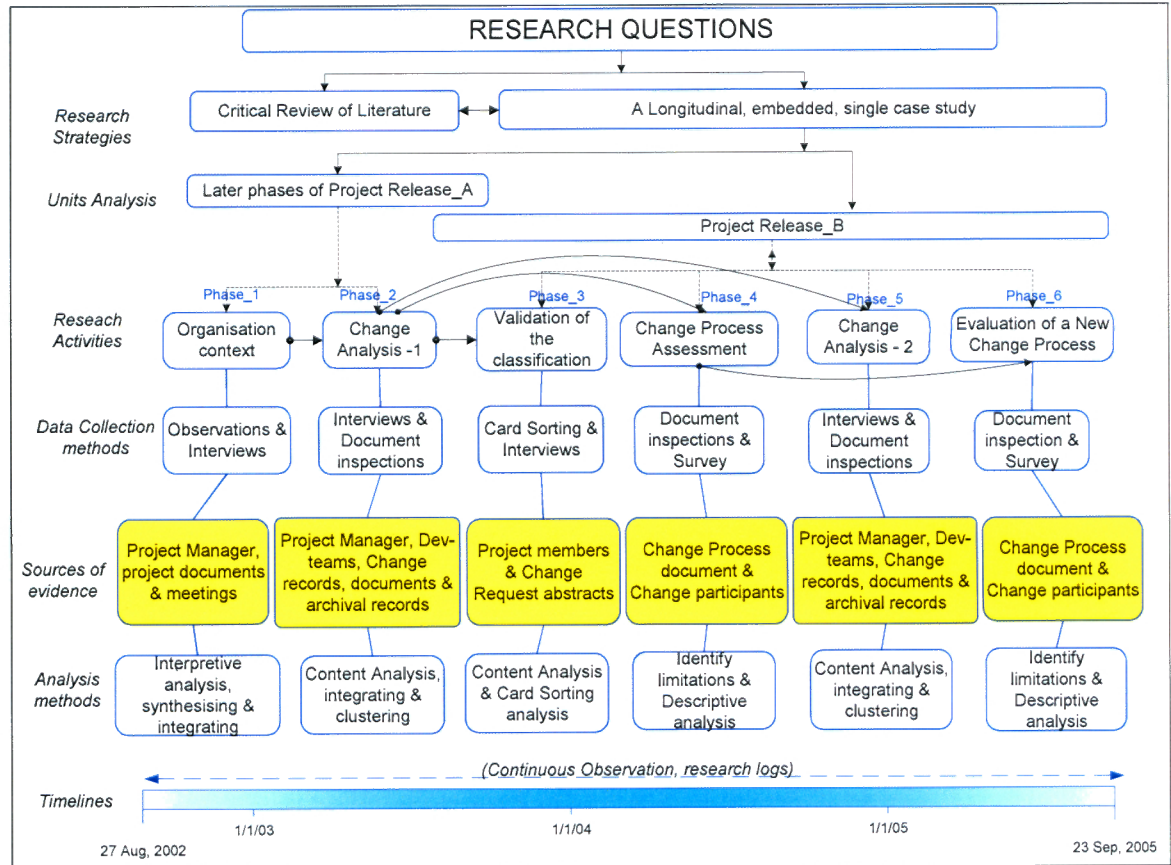 RESEARCH QUESTIONS
Research
Strategies
Critical Review of Literature
A Longitudinal, embedded, single case study
Units Analysis
Later phases of Project Release_A
Project Release_B
Reseach
Activities
Phase_1
Organisation
context
Phase_2
Change
Analysis -1
Phase_3
Validation of
the
classification
Phase_4
Change Process
Assessment
Phase_5
Change
Analysis - 2
Phase_6
Evaluation of a New
Change Process
Data Collection
methods
Observations &
Interviews
Interviews &
Document
inspections
Card Sorting &
Interviews
Document
inspections &
Survey
Interviews &
Document
inspections
Document
inspection &
Survey
Sources of
evidence
Project Manager,
project documents
& meetings
Project Manager, Dev-
teams, Change
records, documents &
archival records
Project members
& Change
Request abstracts
Change Process
document &
Change participants
Project Manager, Dev-
teams, Change
records, documents &
archival records
Change Process
document &
Change participants
Analysis
methods
Interpretive
analysis,
synthesising &
integrating
Content Analysis,
integrating &
clustering
Content Analysis
& Card Sorting
analysis
Identify
limitations &
Descriptive
analysis
Content Analysis,
integrating &
clustering
Identify
limitations &
Descriptive
analysis
(Continuous Observation, research logs)
Timelines
1/1/03
1/1/04
1/1/05
27 Aug, 2002
23 Sep, 2005